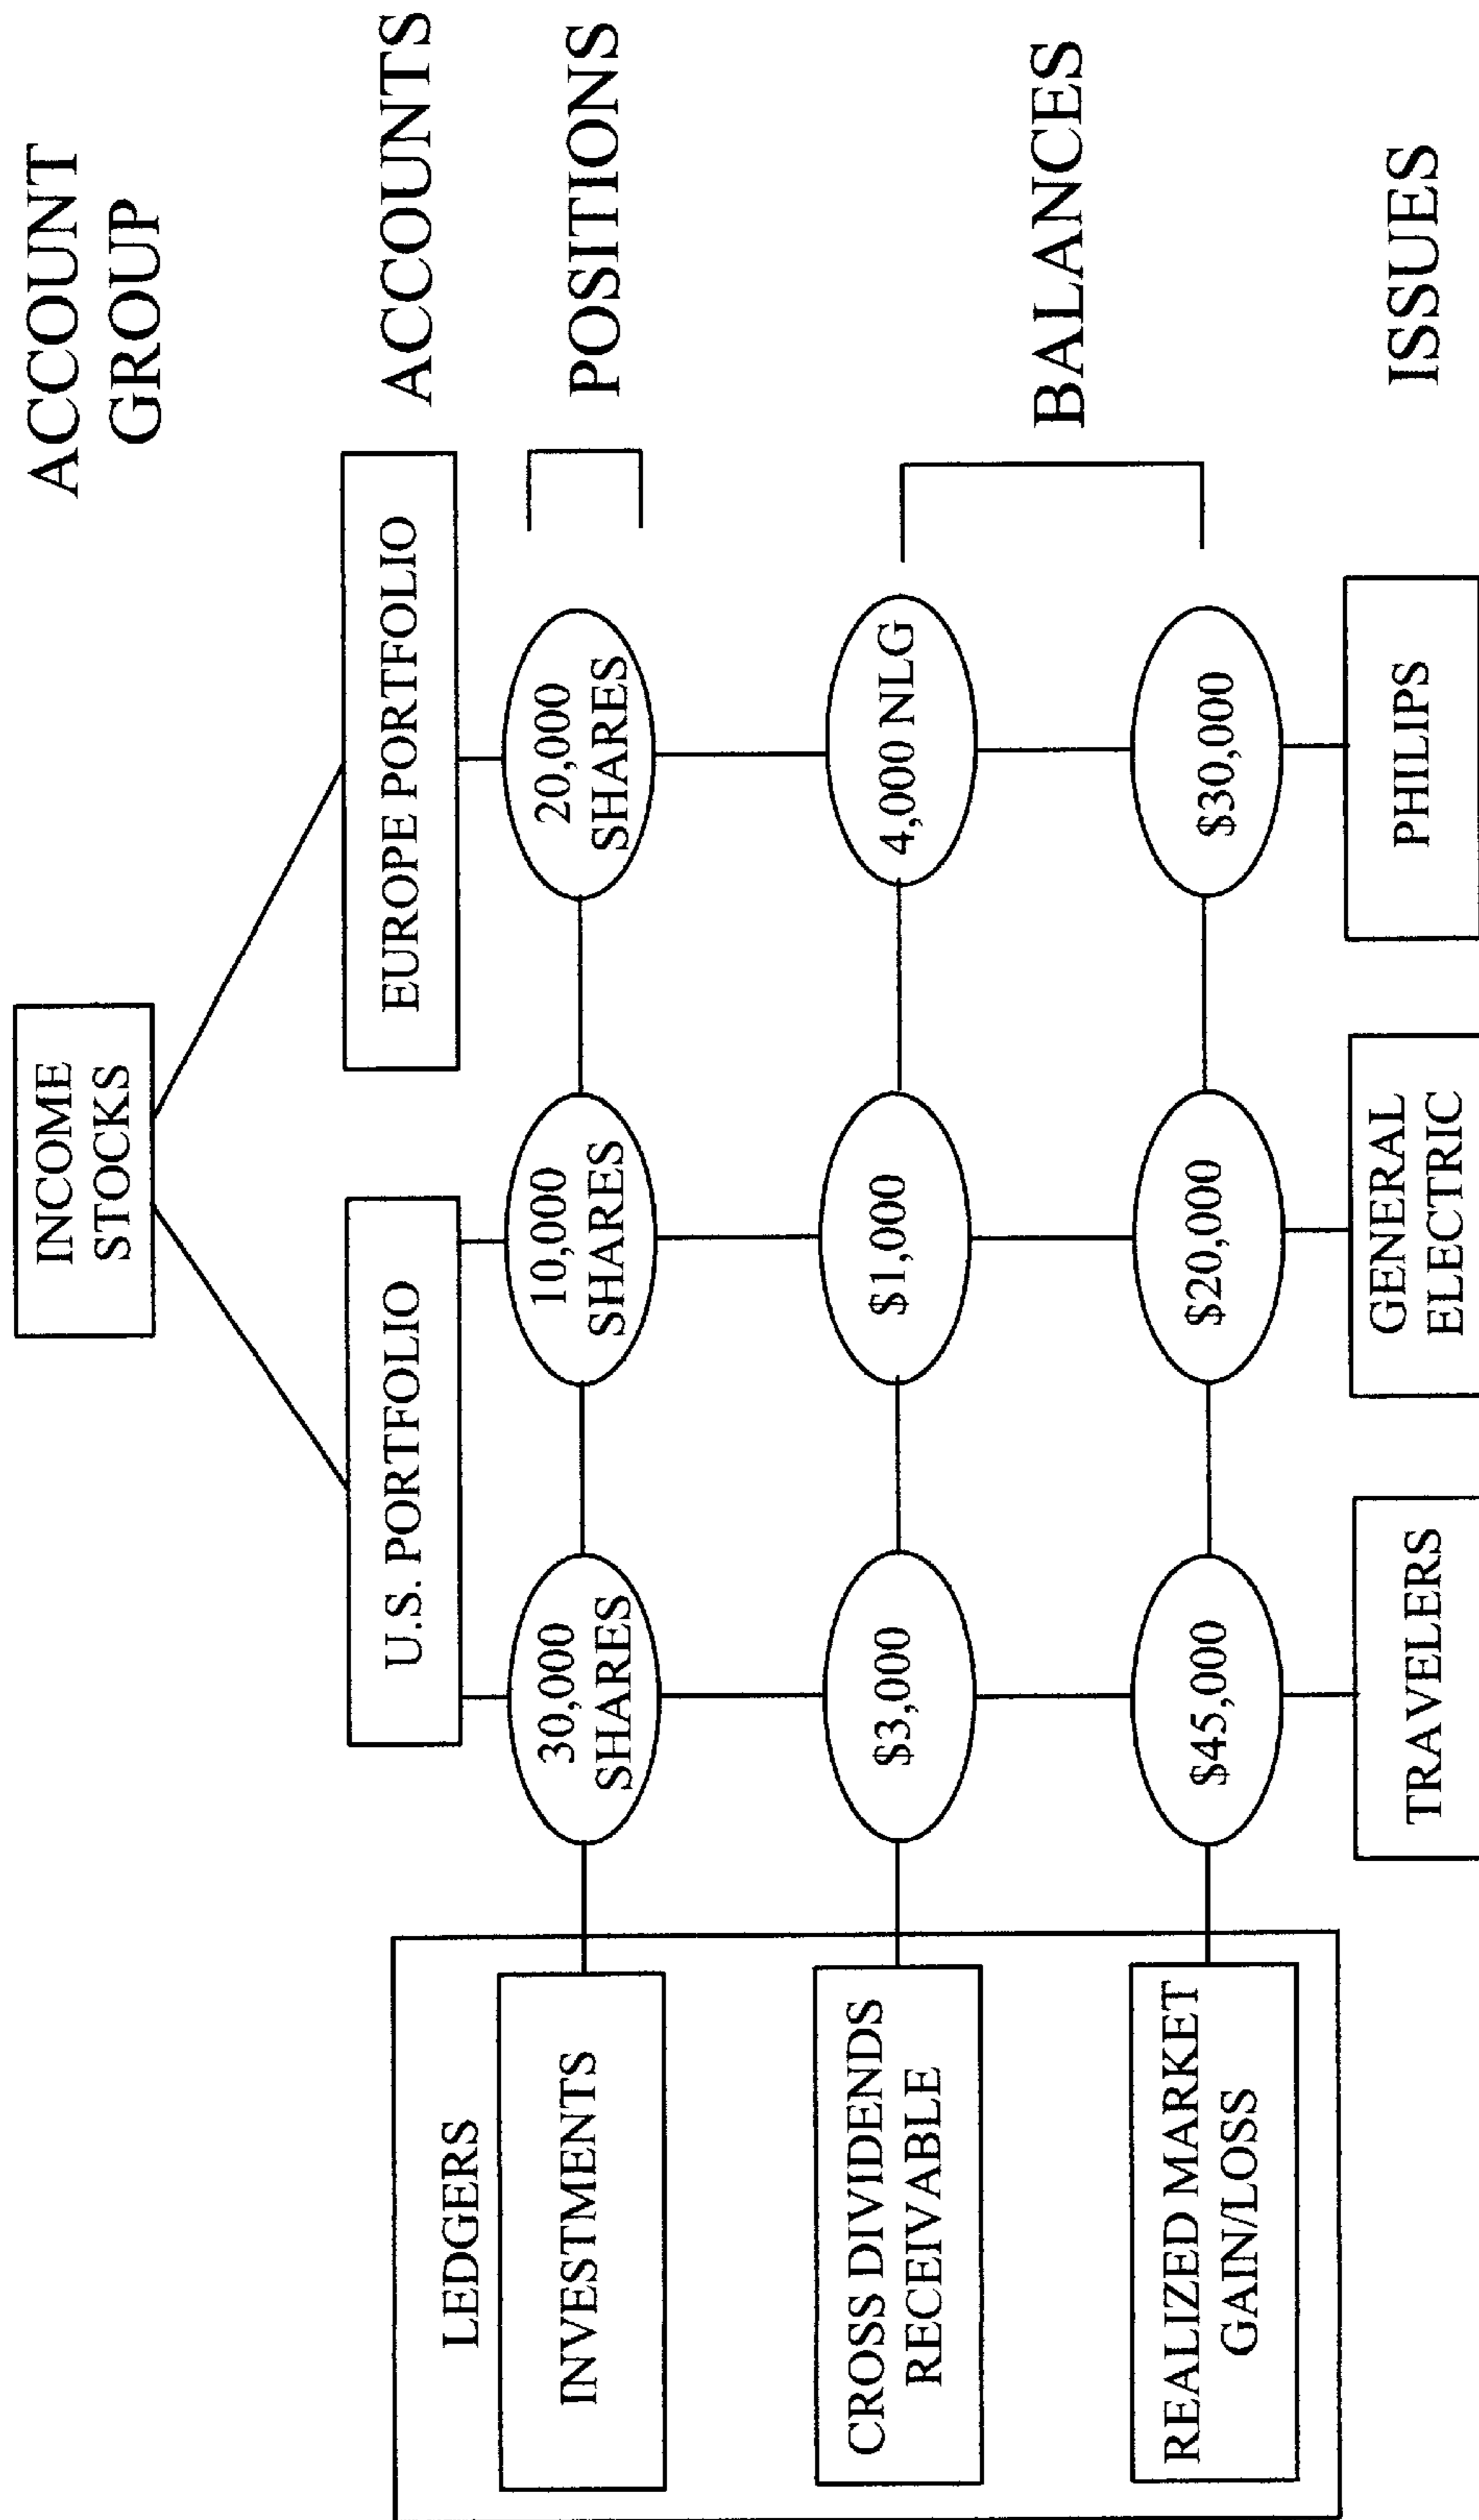 ACCOUNT
GROUP
INCOME
STOCKS
ACCOUNTS
U.S. PORTFOLIO
EUROPE PORTFOLIO
POSITIONS
LEDGERS
INVESTMENTS
30,000
SHARES
10,000
SHARES
20,000
SHARES
BALANCES
CROSS DIVIDENDS
RECEIVABLE
$3,000
$1,000
4,000 NLG
REALIZED MARKET
GAIN/LOSS
$45,000
$20,000
$30,000
ISSUES
TRAVELERS
GENERAL
ELECTRIC
PHILIPS